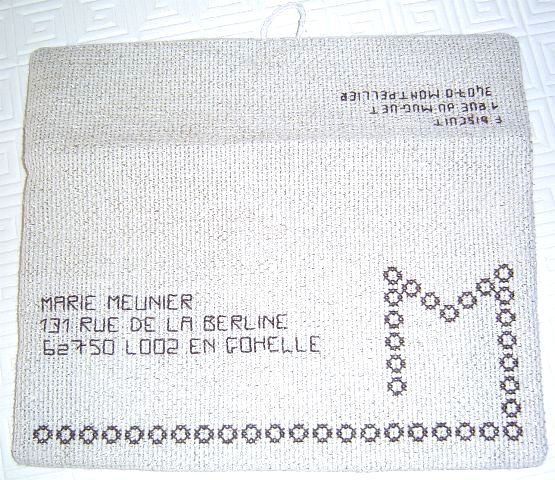 F BISCUIT
1 RUE DU MUGUET
34070 MONTPELLIER
MARIE MEUNIER
131 RUE DE LA BERLINE
62750 LOOS EN GOHELLE
M